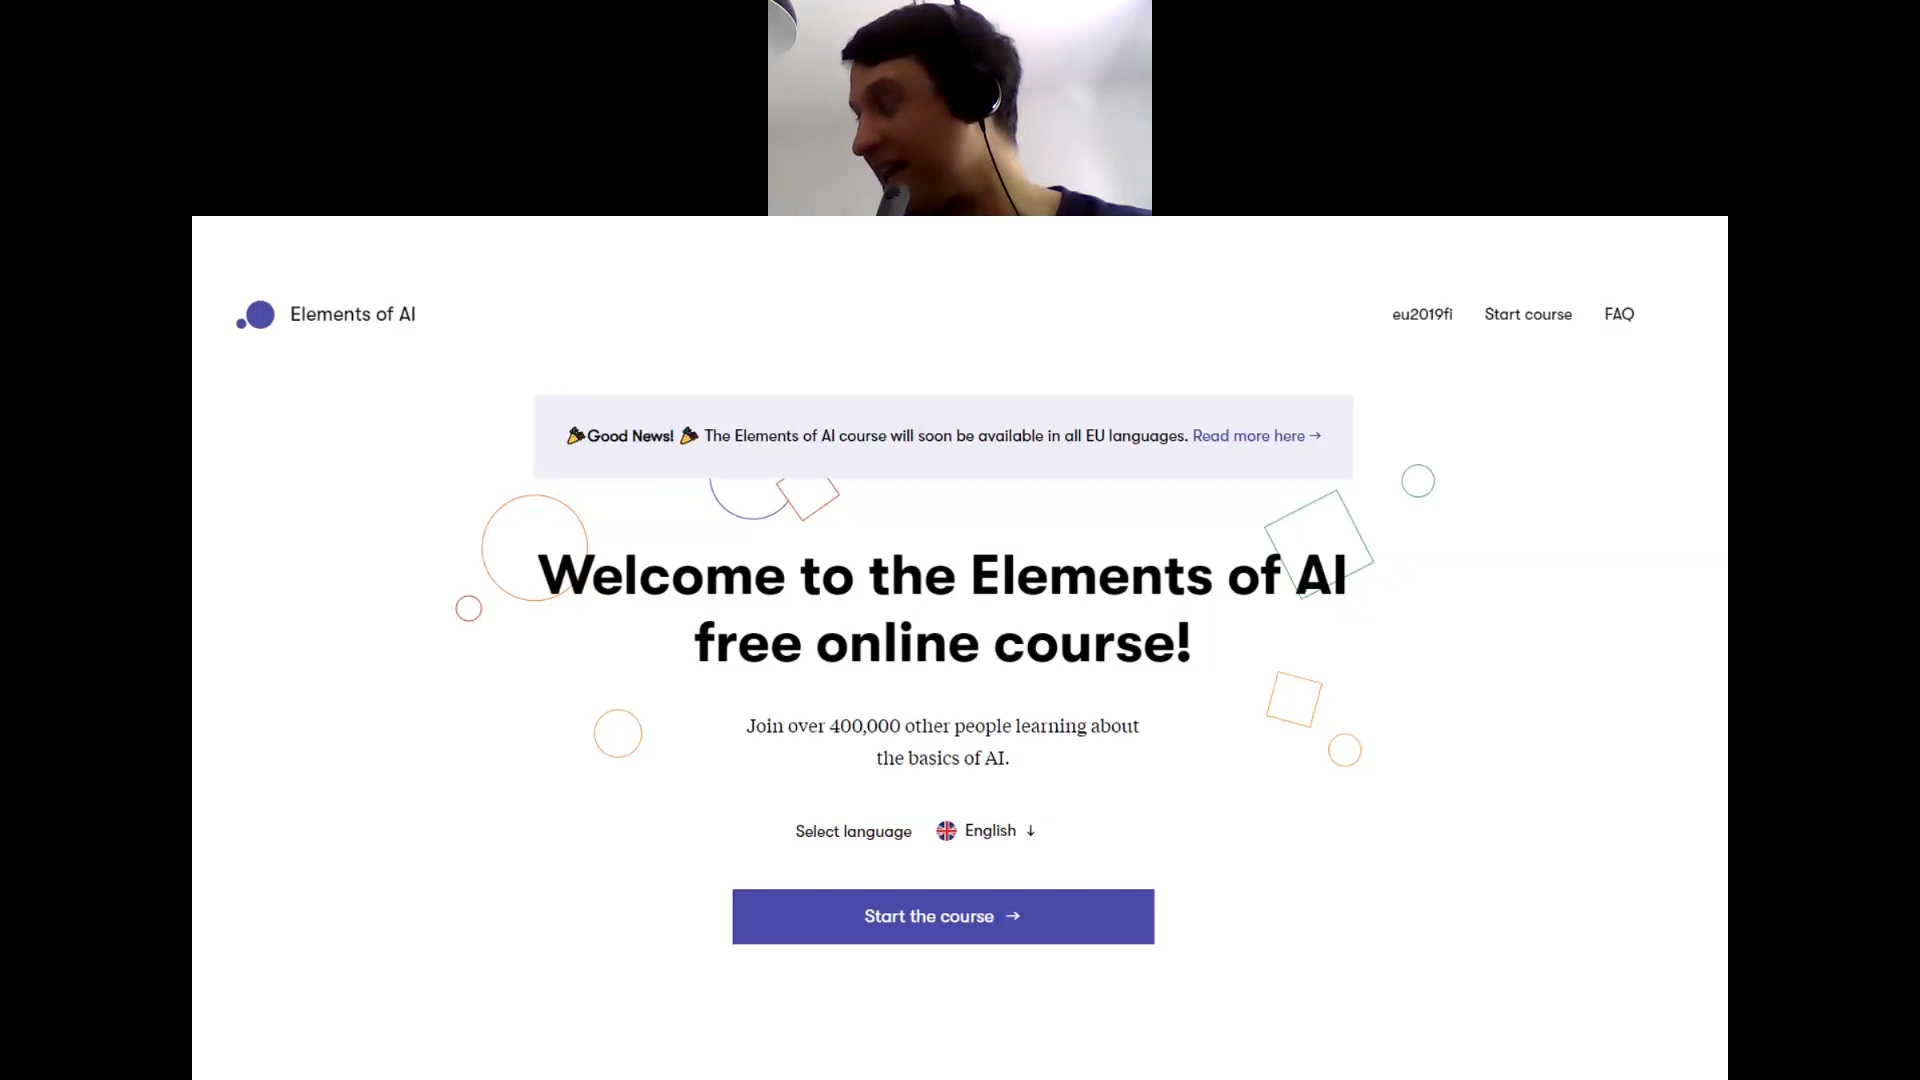 Elements of AI
eu2019fi Start course FAQ
🎉Good News! 🎉 The Elements of AI course will soon be available in all EU languages. Read more here →
Welcome to the Elements of AI
free online course!
Join over 400,000 other people learning about
the basics of AI.
Select language English ↓
Start the course →